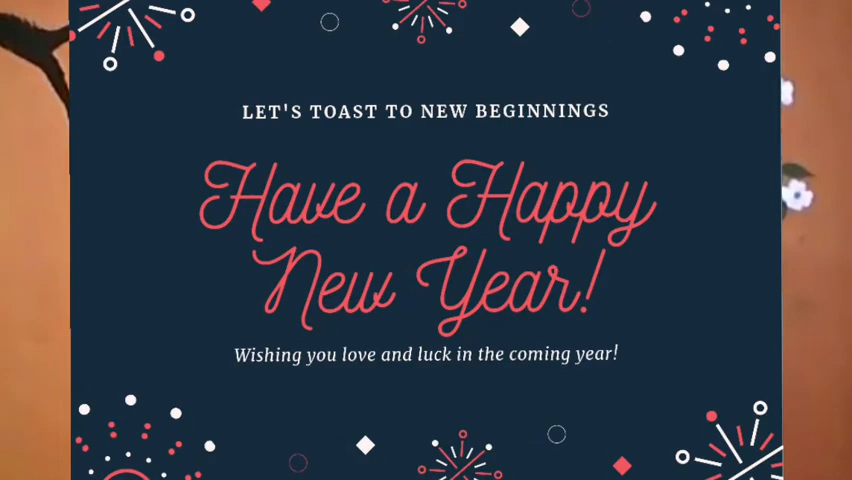 LET'S TOAST TO NEW BEGINNINGS
Have a Happy
New Year!
Wishing you love and luck in the coming year!